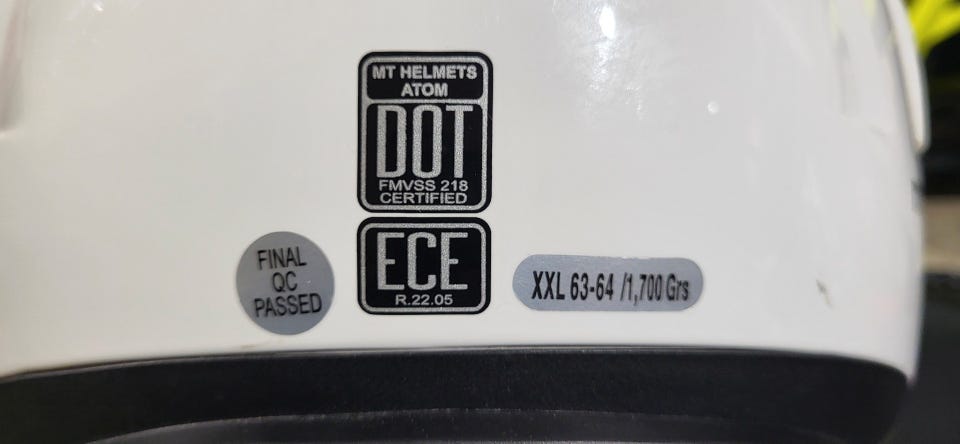 MT HELMETS
ATOM
DOT
FMVSS 218
CERTIFIED
FINAL
QC
PASSED
ECE
R.22.05
XXL 63-64 /1,700 Grs